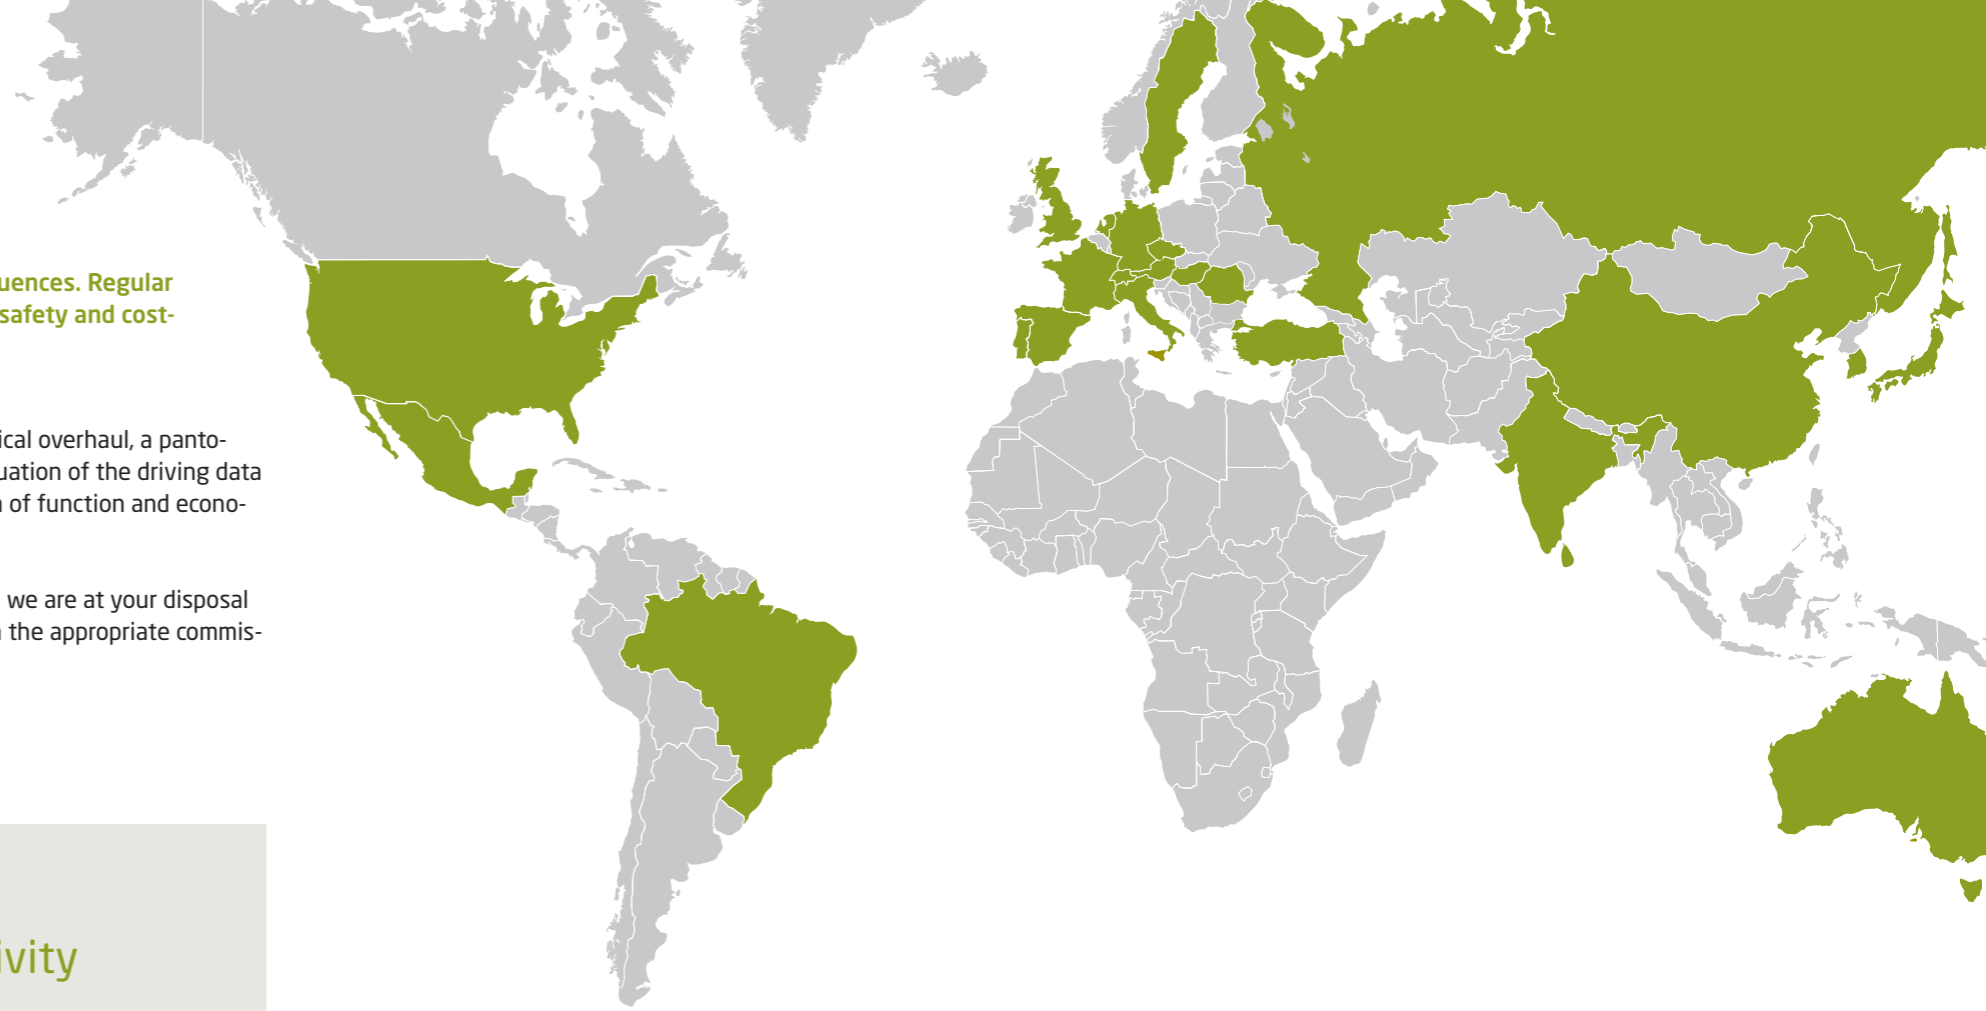 uences. Regular
safety and cost-
ical overhaul, a panto-
uation of the driving data
of function and econo-
we are at your disposal
the appropriate commis-
ivity